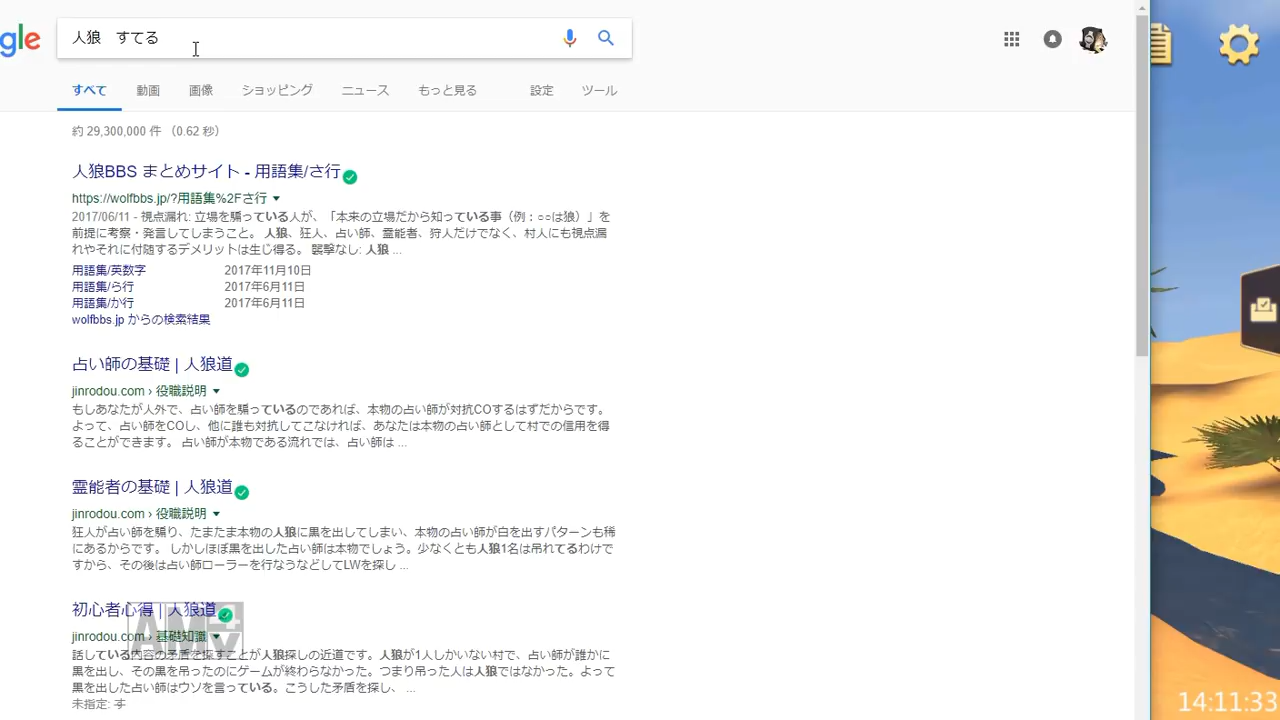 gle
人狼　すてる
すべて 動画 画像 ショッピング ニュース もっと見る 設定 ツール
約 29,300,000 件 （0.62 秒）
人狼BBS まとめサイト - 用語集/さ行
https://wolfbbs.jp/?用語集%2Fさ行
2017/06/11 - 視点漏れ: 立場を騙っている人が、「本来の立場だから知っている事（例：○○は狼）」を
前提に考察・発言してしまうこと。 人狼、狂人、占い師、霊能者、狩人だけでなく、村人にも視点漏
れやそれに付随するデメリットは生じ得る。 襲撃なし: 人狼 ...
用語集/英数字 2017年11月10日
用語集/ら行 2017年6月11日
用語集/か行 2017年6月11日
wolfbbs.jp からの検索結果
占い師の基礎 | 人狼道
jinrodou.com › 役職説明
もしあなたが人外で、占い師を騙っているのであれば、本物の占い師が対抗COするはずだからです。
よって、占い師をCOし、他に誰も対抗してこなければ、あなたは本物の占い師として村での信用を得
ることができます。 占い師が本物である流れでは、占い師は ...
霊能者の基礎 | 人狼道
jinrodou.com › 役職説明
狂人が占い師を騙り、たまたま本物の人狼に黒を出してしまい、本物の占い師が白を出すパターンも稀
にあるからです。 しかしほぼ黒を出した占い師は本物でしょう。少なくとも人狼1名は吊れてるわけで
すから、その後は占い師ローラーを行なうなどしてLWを探し ...
初心者心得 | 人狼道
jinrodou.com › 基礎知識
話している内容の矛盾を探すことが人狼探しの近道です。人狼が1人しかいない村で、占い師が誰かに
黒を出し、その黒を吊ったのにゲームが終わらなかった。つまり吊った人は人狼ではなかった。よって
黒を出した占い師はウソを言っている。こうした矛盾を探し、 ...
未指定: す
14:11:33